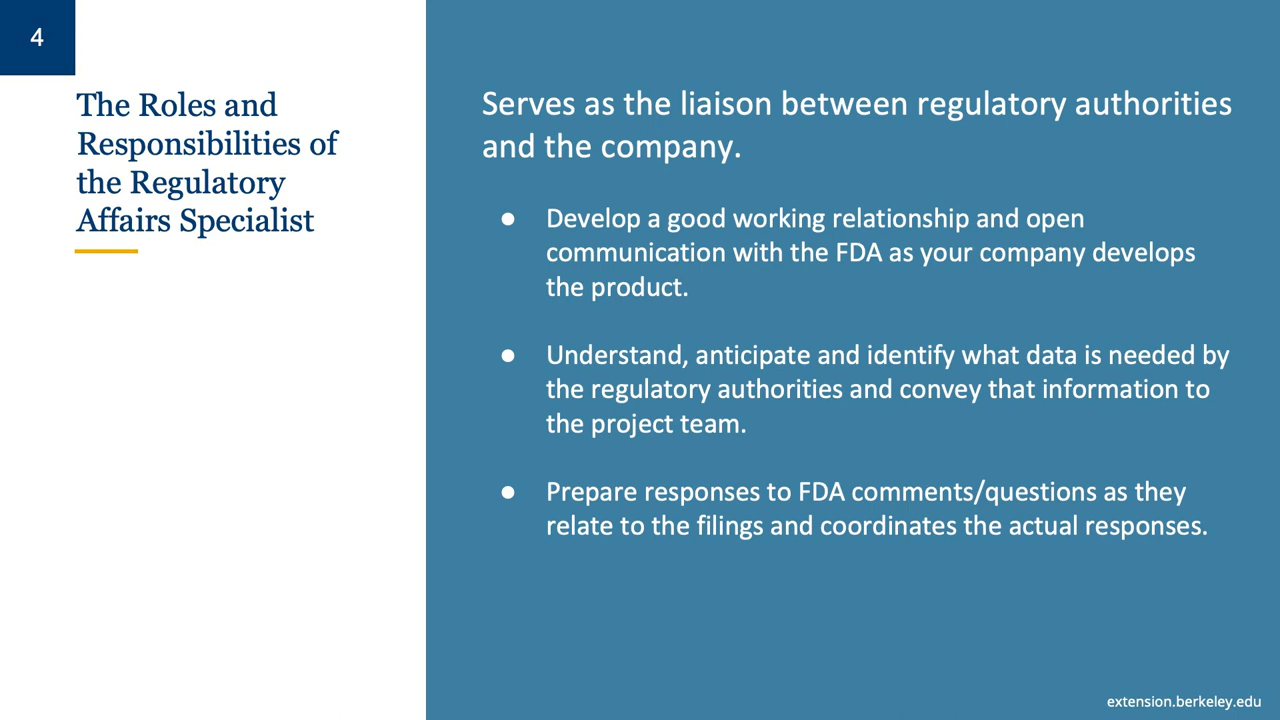 4
The Roles and
Responsibilities of
the Regulatory
Affairs Specialist
Serves as the liaison between regulatory authorities
and the company.
● Develop a good working relationship and open
communication with the FDA as your company develops
the product.
● Understand, anticipate and identify what data is needed by
the regulatory authorities and convey that information to
the project team.
● Prepare responses to FDA comments/questions as they
relate to the filings and coordinates the actual responses.
extension.berkeley.edu